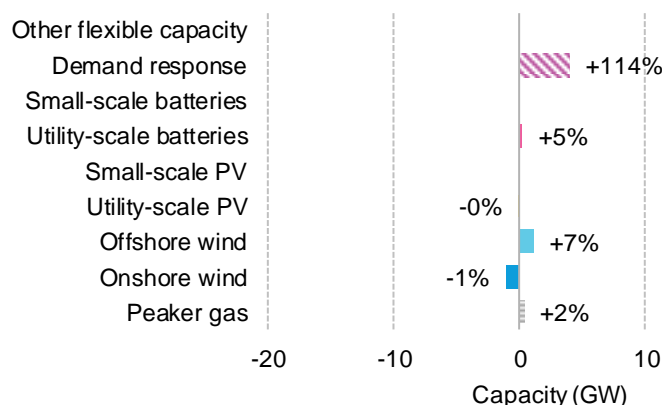 Other flexible capacity
Demand response +114%
Small-scale batteries
Utility-scale batteries +5%
Small-scale PV
Utility-scale PV -0%
Offshore wind +7%
Onshore wind -1%
Peaker gas +2%
-20 -10 0 10
Capacity (GW)